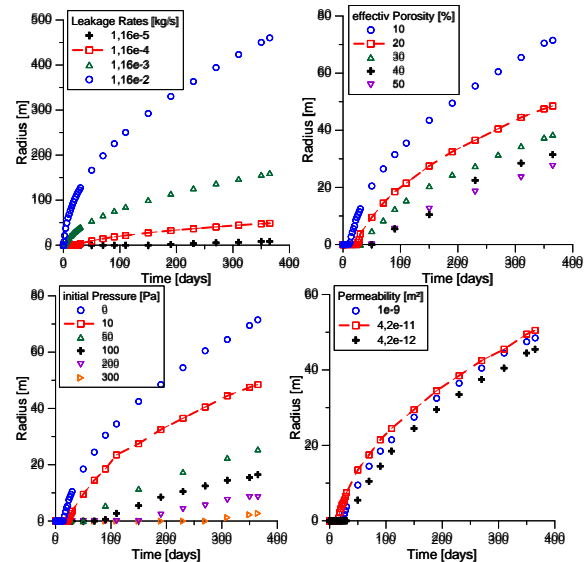 500
400
300
200
100
0
Radius [m]
Leakage Rates [kg/s]
1,16e-5
1,16e-4
1,16e-3
1,16e-2
0
100
200
300
400
Time [days]
80
60
40
20
0
Radius [m]
effectiv Porosity [%]
10
20
30
40
50
0
100
200
300
400
Time [days]
80
60
40
20
0
Radius [m]
initial Pressure [Pa]
0
10
50
100
200
300
0
100
200
300
400
Time [days]
80
60
40
20
0
Radius [m]
Permeability [m²]
1e-9
4,2e-11
4,2e-12
0
100
200
300
400
Time [days]